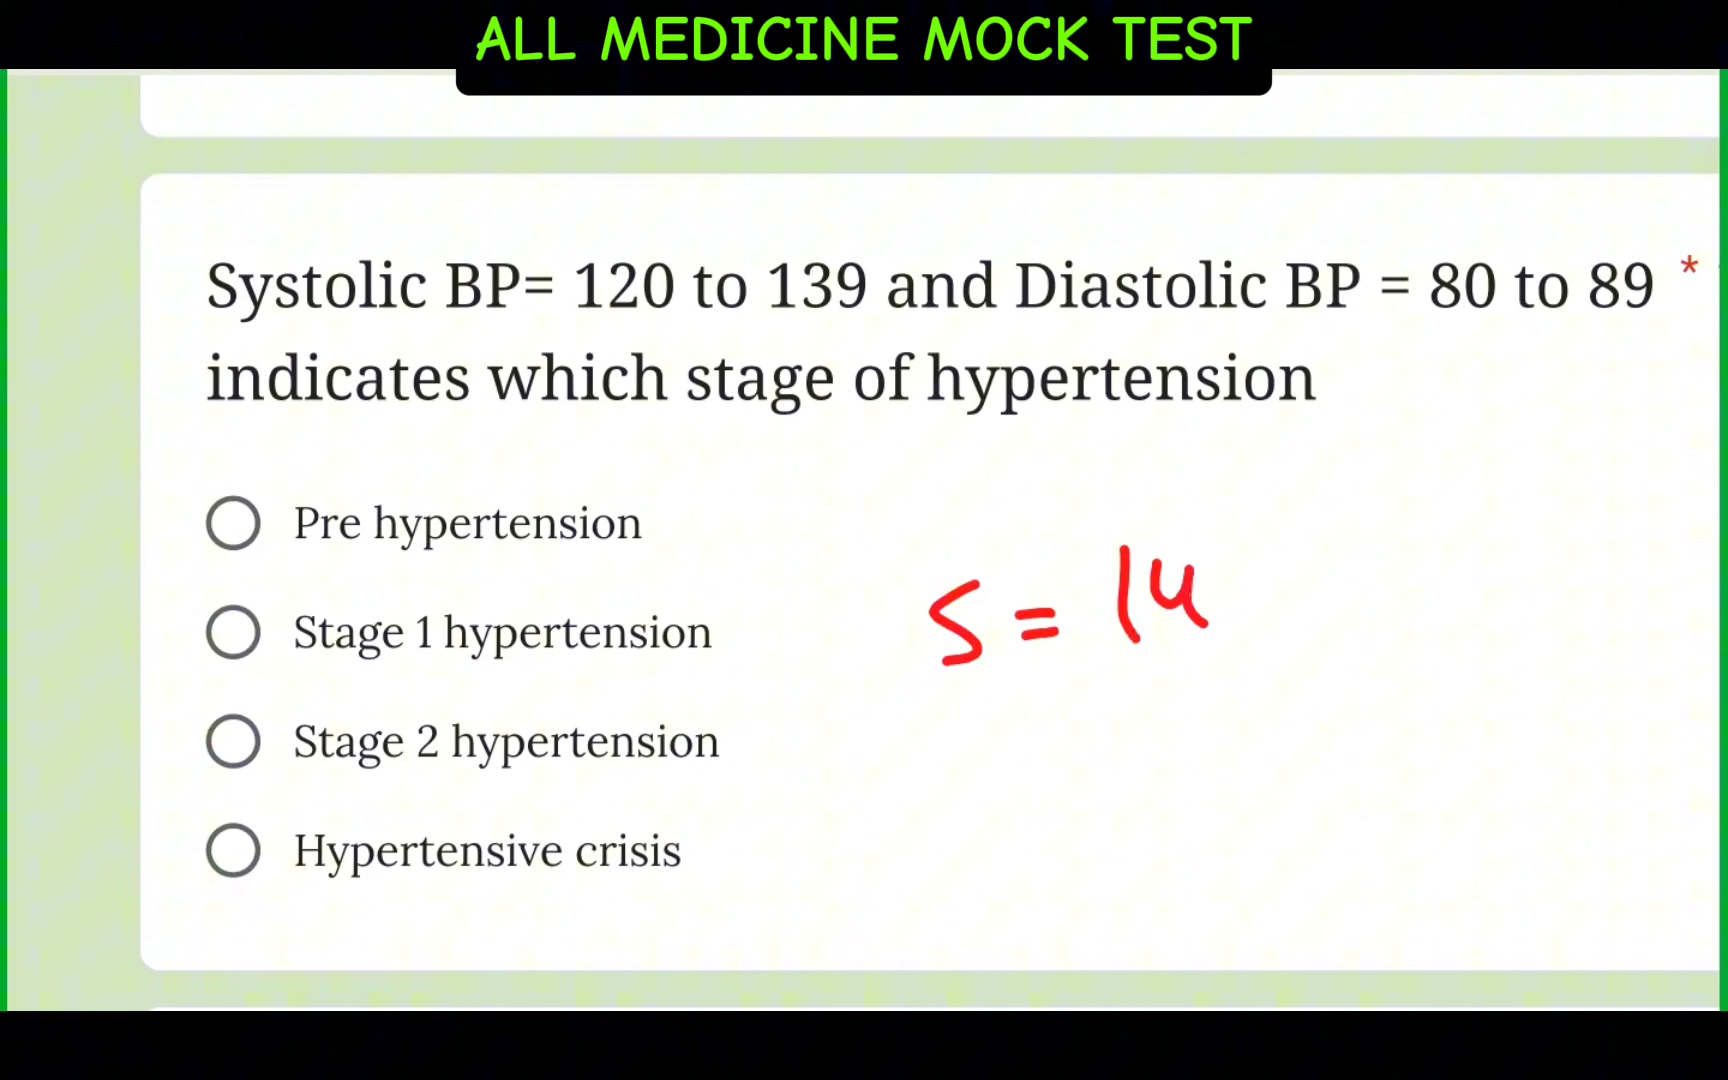 ALL MEDICINE MOCK TEST
Systolic BP= 120 to 139 and Diastolic BP = 80 to 89 *
indicates which stage of hypertension
Pre hypertension
Stage 1 hypertension
S = 14
Stage 2 hypertension
Hypertensive crisis